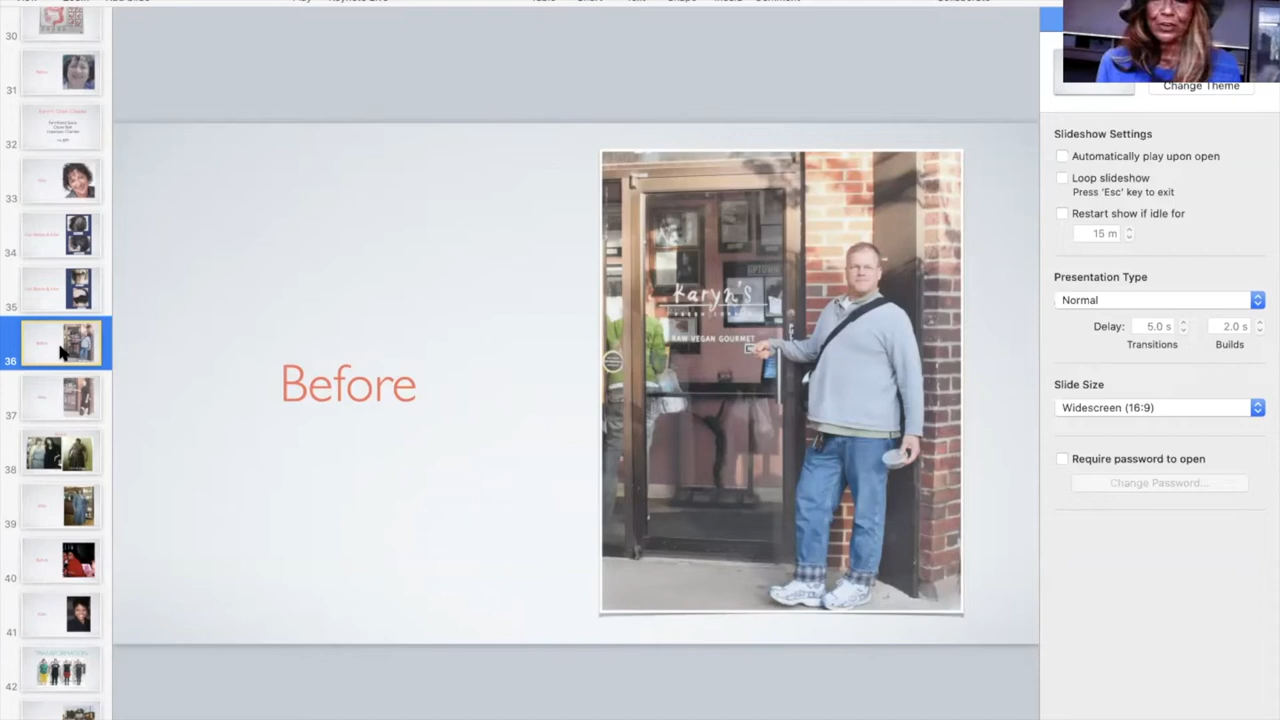 30
31
32
33
34
35
36
37
38
39
40
41
42
Before
Karyn's
RAW VEGAN GOURMET
UPTOWN
Change Theme
Slideshow Settings
Automatically play upon open
Loop slideshow
Press 'Esc' key to exit
Restart show if idle for
15 m
Presentation Type
Normal
Delay: 5.0 s 2.0 s
Transitions Builds
Slide Size
Widescreen (16:9)
Require password to open
Change Password...